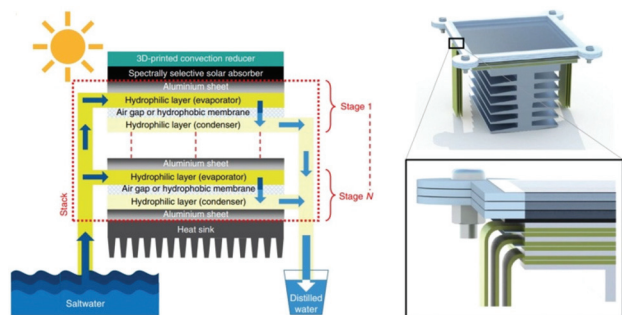 3D-printed convection reducer
Spectrally selective solar absorber
Aluminium sheet
Hydrophilic layer (evaporator)
Air gap or hydrophobic membrane
Hydrophilic layer (condenser)
Stage 1
Aluminium sheet
Hydrophilic layer (evaporator)
Air gap or hydrophobic membrane
Hydrophilic layer (condenser)
Aluminium sheet
Stage N
Stack
Heat sink
Saltwater
Distilled
water